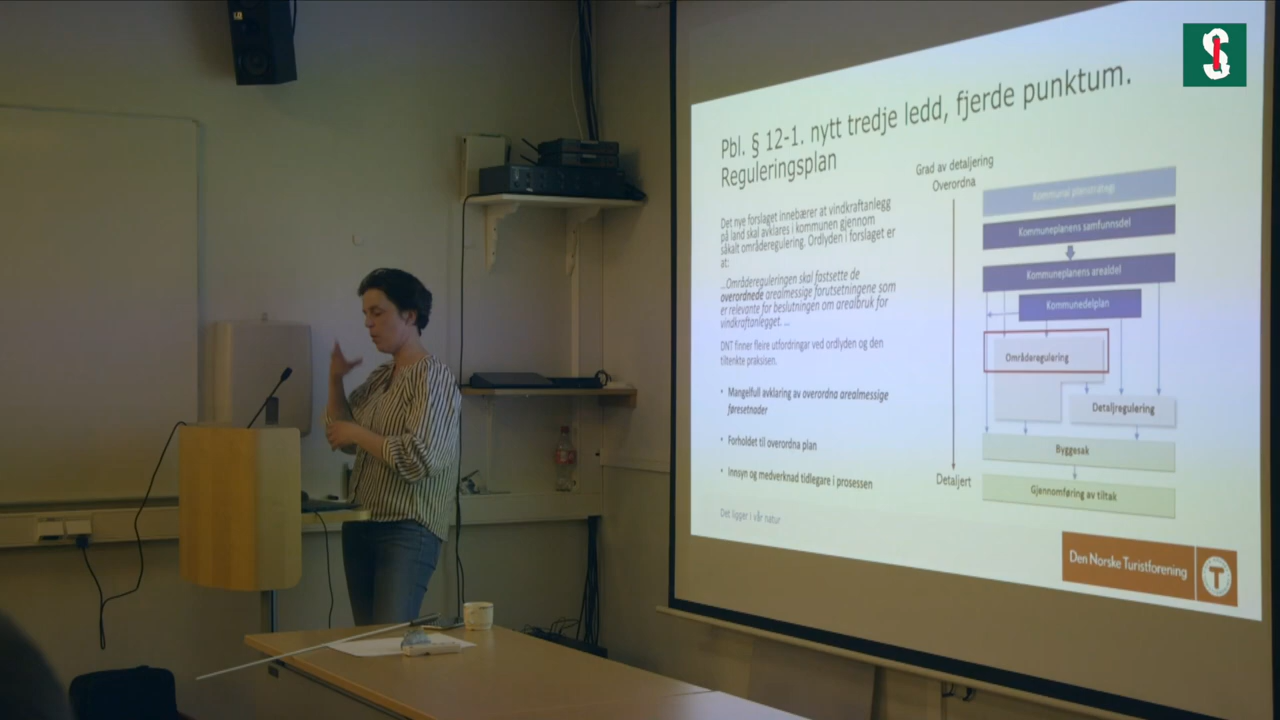 Pbl. § 12-1. nytt tredje ledd, fjerde punktum.
Reguleringsplan
Det nye forslaget innebærer at vindkraftanlegg
på land skal avklares i kommunen gjennom
såkalt områderegulering. Ordlyden i forslaget er
at:
...Områdereguleringen skal fastsette de
overordnede arealmessige forutsetningene som
er relevante for beslutningen om arealbruk for
vindkraftanlegget. ...
DNT finner fleire utfordringar ved ordlyden og den
tiltenkte praksisen.
• Mangelfull avklaring av overordna arealmessige
føresetnader
• Forholdet til overordna plan
• Innsyn og medverknad tidlegare i prosessen
Det ligger i vår natur
Grad av detaljering
Overordna
Detaljert
Kommunal planstrategi
Kommuneplanens samfunnsdel
Kommuneplanens arealdel
Kommunedelplan
Områderegulering
Detaljregulering
Byggesak
Gjennomføring av tiltak
Den Norske Turistforening
T